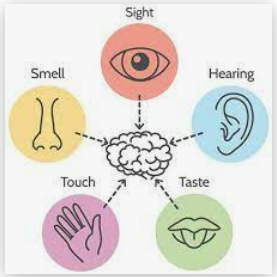 Sight
Smell
Hearing
Touch
Taste